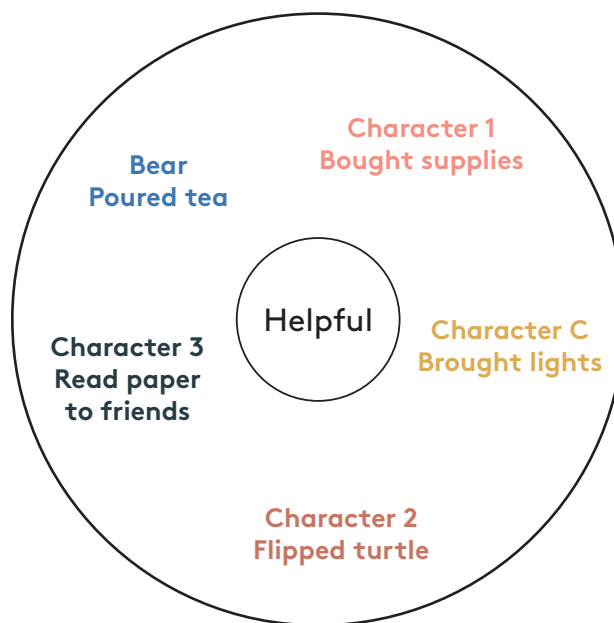 Character 1
Bought supplies
Bear
Poured tea
Helpful
Character C
Brought lights
Character 3
Read paper
to friends
Character 2
Flipped turtle